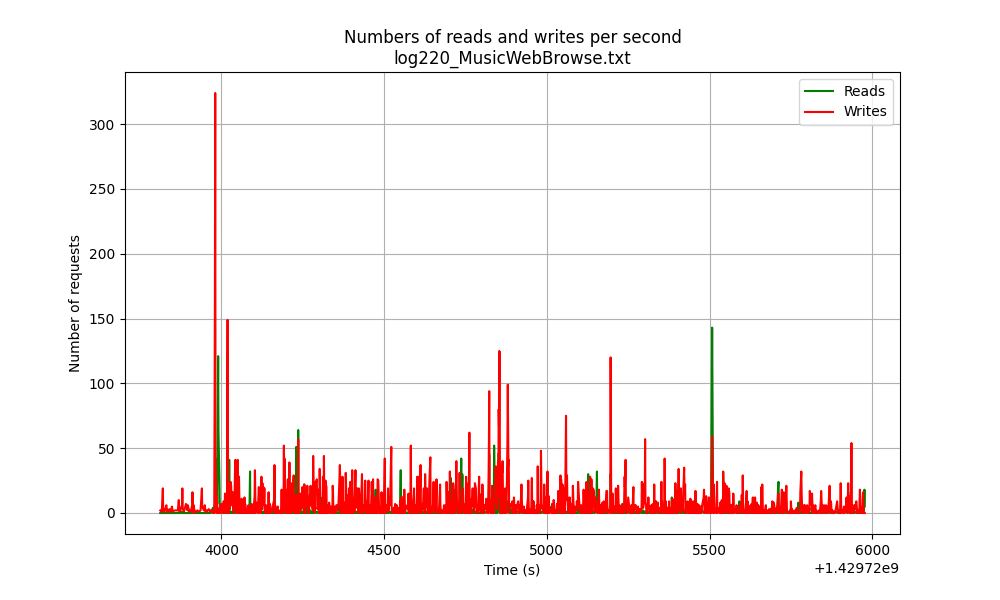 Numbers of reads and writes per second
log220_MusicWebBrowse.txt
Reads
Writes
Number of requests
300
250
200
150
100
50
0
4000
4500
5000
5500
6000
Time (s)
+1.42972e9